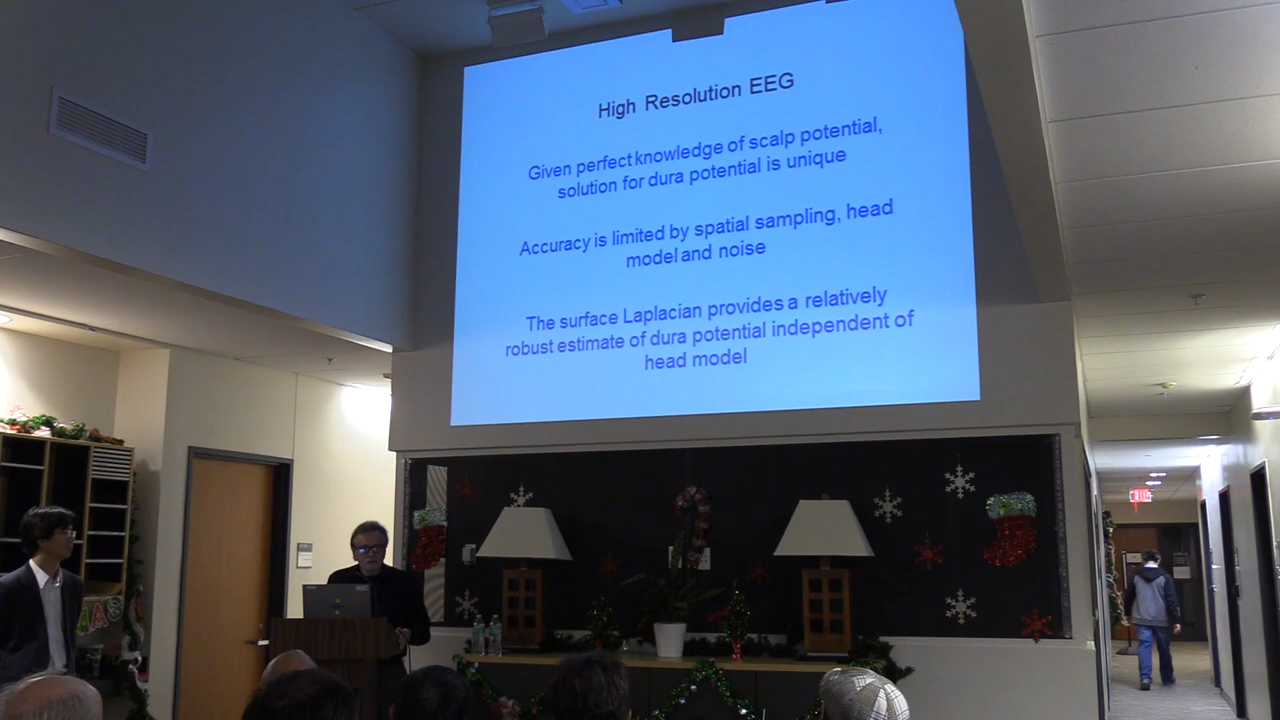 High Resolution EEG
Given perfect knowledge of scalp potential,
solution for dura potential is unique
Accuracy is limited by spatial sampling, head
model and noise
The surface Laplacian provides a relatively
robust estimate of dura potential independent of
head model
EXIT